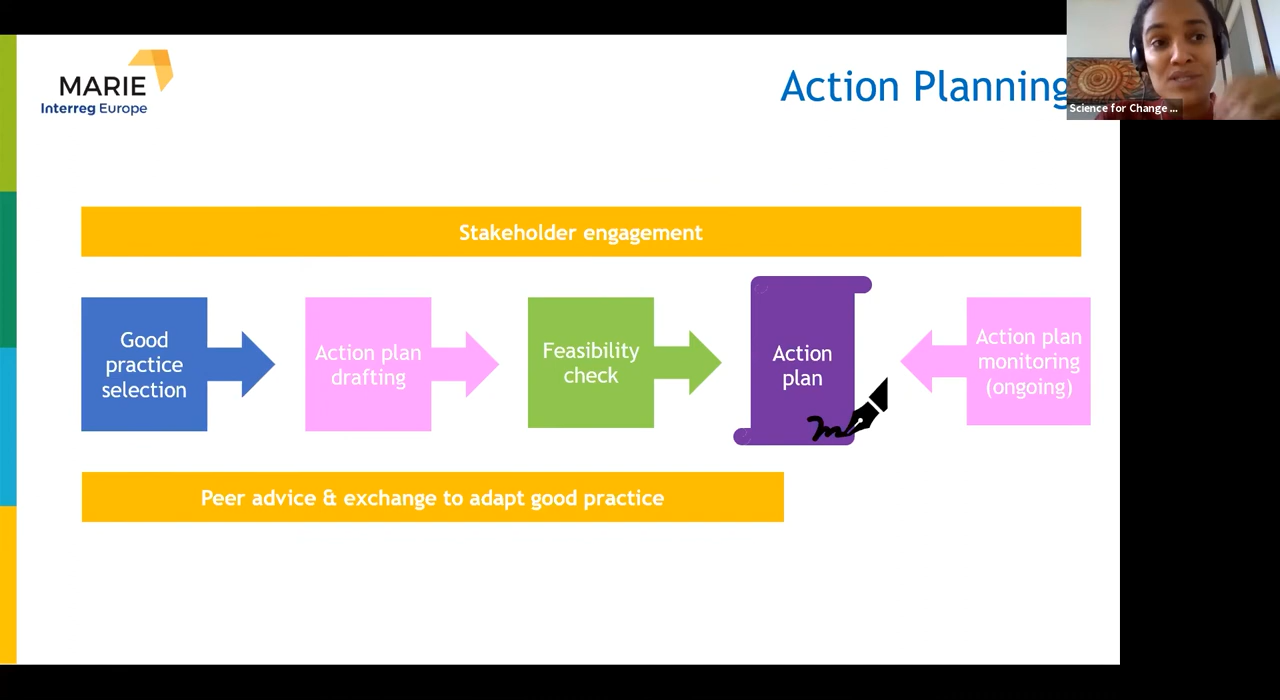 MARIE
Interreg Europe
Action Planning
Science for Change ...
Stakeholder engagement
Good
practice
selection
Action plan
drafting
Feasibility
check
Action
plan
Action plan
monitoring
(ongoing)
Peer advice & exchange to adapt good practice